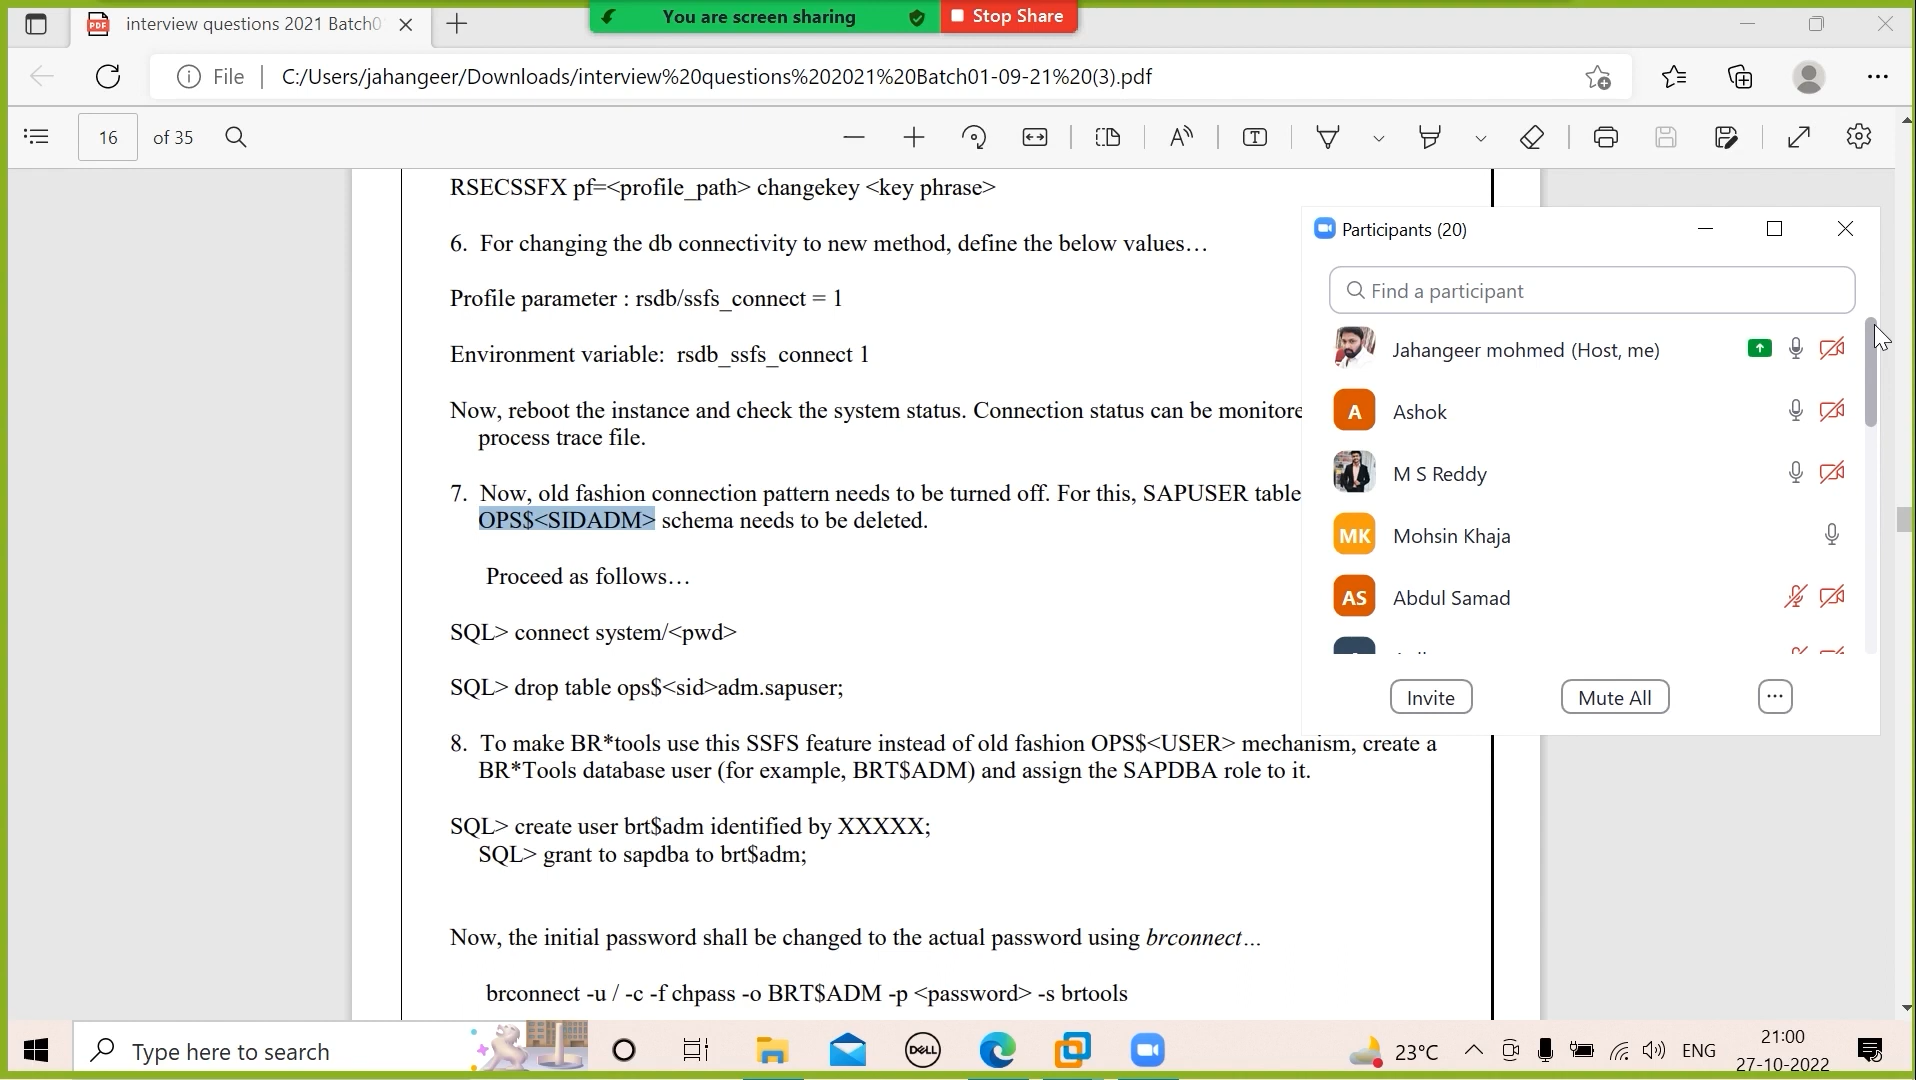 interview questions 2021 Batch0
You are screen sharing
Stop Share
File
C:/Users/jahangeer/Downloads/interview%20questions%202021%20Batch01-09-21%20(3).pdf
16
of 35
RSECSSFX pf=<profile_path> changekey <key phrase>
6. For changing the db connectivity to new method, define the below values…
Profile parameter : rsdb/ssfs_connect = 1
Environment variable: rsdb_ssfs_connect 1
Now, reboot the instance and check the system status. Connection status can be monitore
process trace file.
7. Now, old fashion connection pattern needs to be turned off. For this, SAPUSER table
OPS$<SIDADM> schema needs to be deleted.
Proceed as follows…
SQL> connect system/<pwd>
SQL> drop table ops$<sid>adm.sapuser;
8. To make BR*tools use this SSFS feature instead of old fashion OPS$<USER> mechanism, create a
BR*Tools database user (for example, BRT$ADM) and assign the SAPDBA role to it.
SQL> create user brt$adm identified by XXXXX;
SQL> grant to sapdba to brt$adm;
Now, the initial password shall be changed to the actual password using brconnect…
brconnect -u / -c -f chpass -o BRT$ADM -p <password> -s brtools
Participants (20)
Find a participant
Jahangeer mohmed (Host, me)
A Ashok
M S Reddy
MK Mohsin Khaja
AS Abdul Samad
Invite
Mute All
Type here to search
DELL
23°C
ENG
21:00
27-10-2022